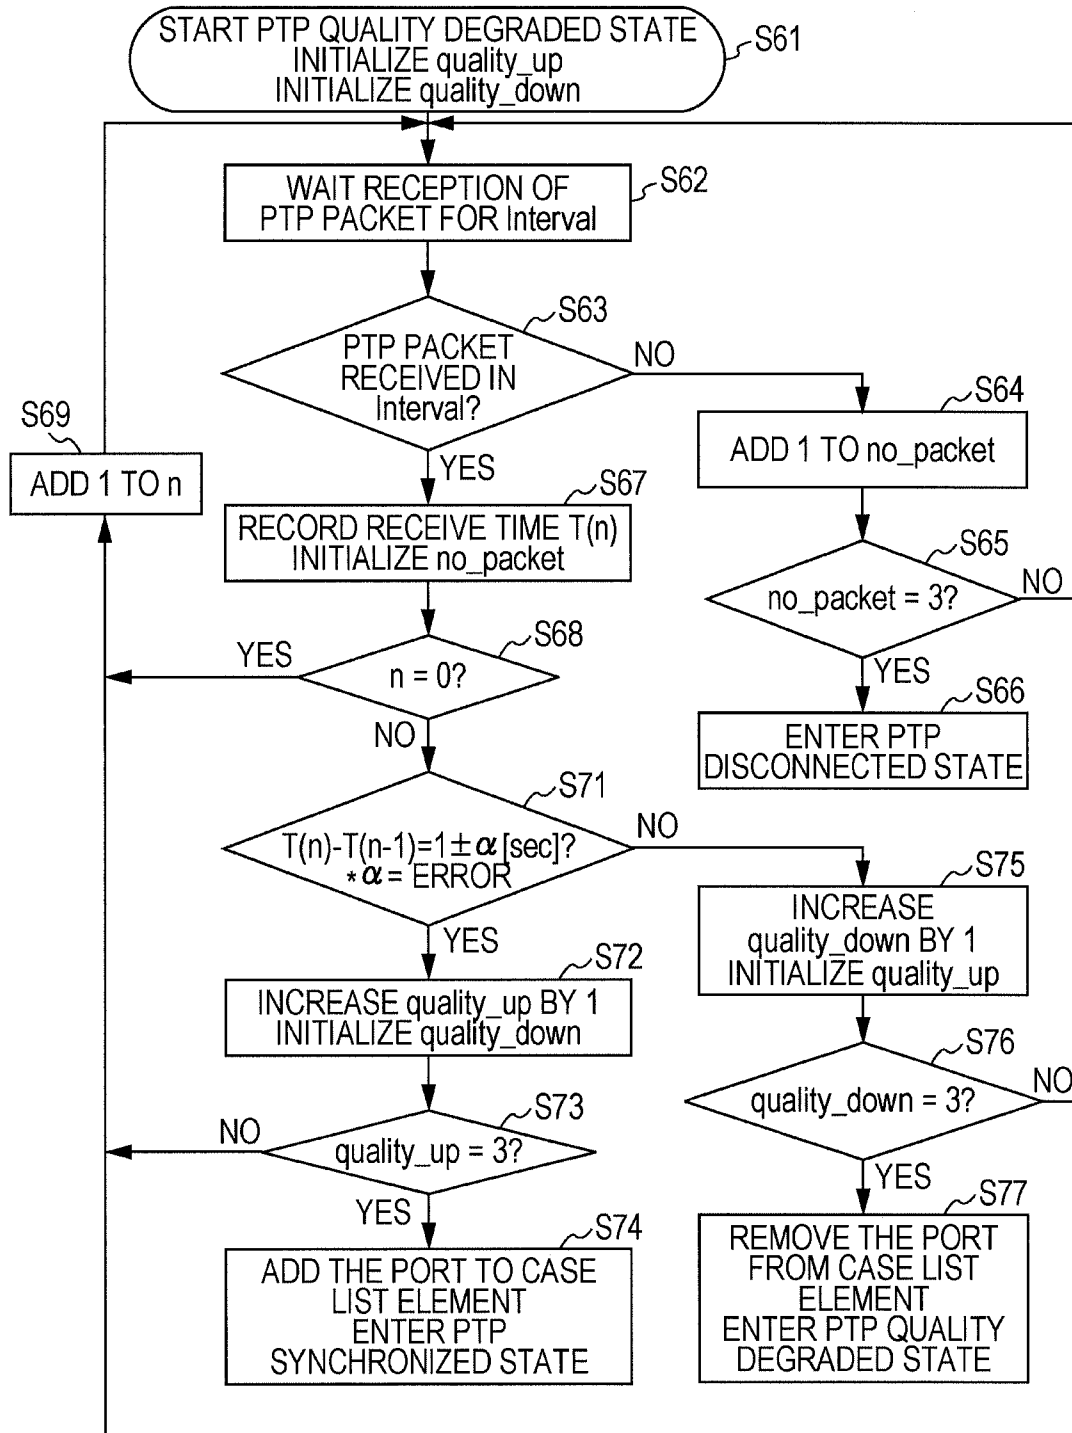 START PTP QUALITY DEGRADED STATE
INITIALIZE quality_up
INITIALIZE quality_down
S61
WAIT RECEPTION OF
PTP PACKET FOR Interval
S62
PTP PACKET
RECEIVED IN
Interval?
S63
NO
YES
S64
ADD 1 TO no_packet
S69
ADD 1 TO n
S67
RECORD RECEIVE TIME T(n)
INITIALIZE no_packet
S65
no_packet = 3?
NO
YES
S68
n = 0?
YES
NO
S66
ENTER PTP
DISCONNECTED STATE
S71
T(n)-T(n-1)=1±α [sec]?
*α = ERROR
NO
YES
S75
INCREASE
quality_down BY 1
INITIALIZE quality_up
S72
INCREASE quality_up BY 1
INITIALIZE quality_down
S76
quality_down = 3?
NO
YES
S73
quality_up = 3?
NO
YES
S74
ADD THE PORT TO CASE
LIST ELEMENT
ENTER PTP
SYNCHRONIZED STATE
S77
REMOVE THE PORT
FROM CASE LIST
ELEMENT
ENTER PTP QUALITY
DEGRADED STATE